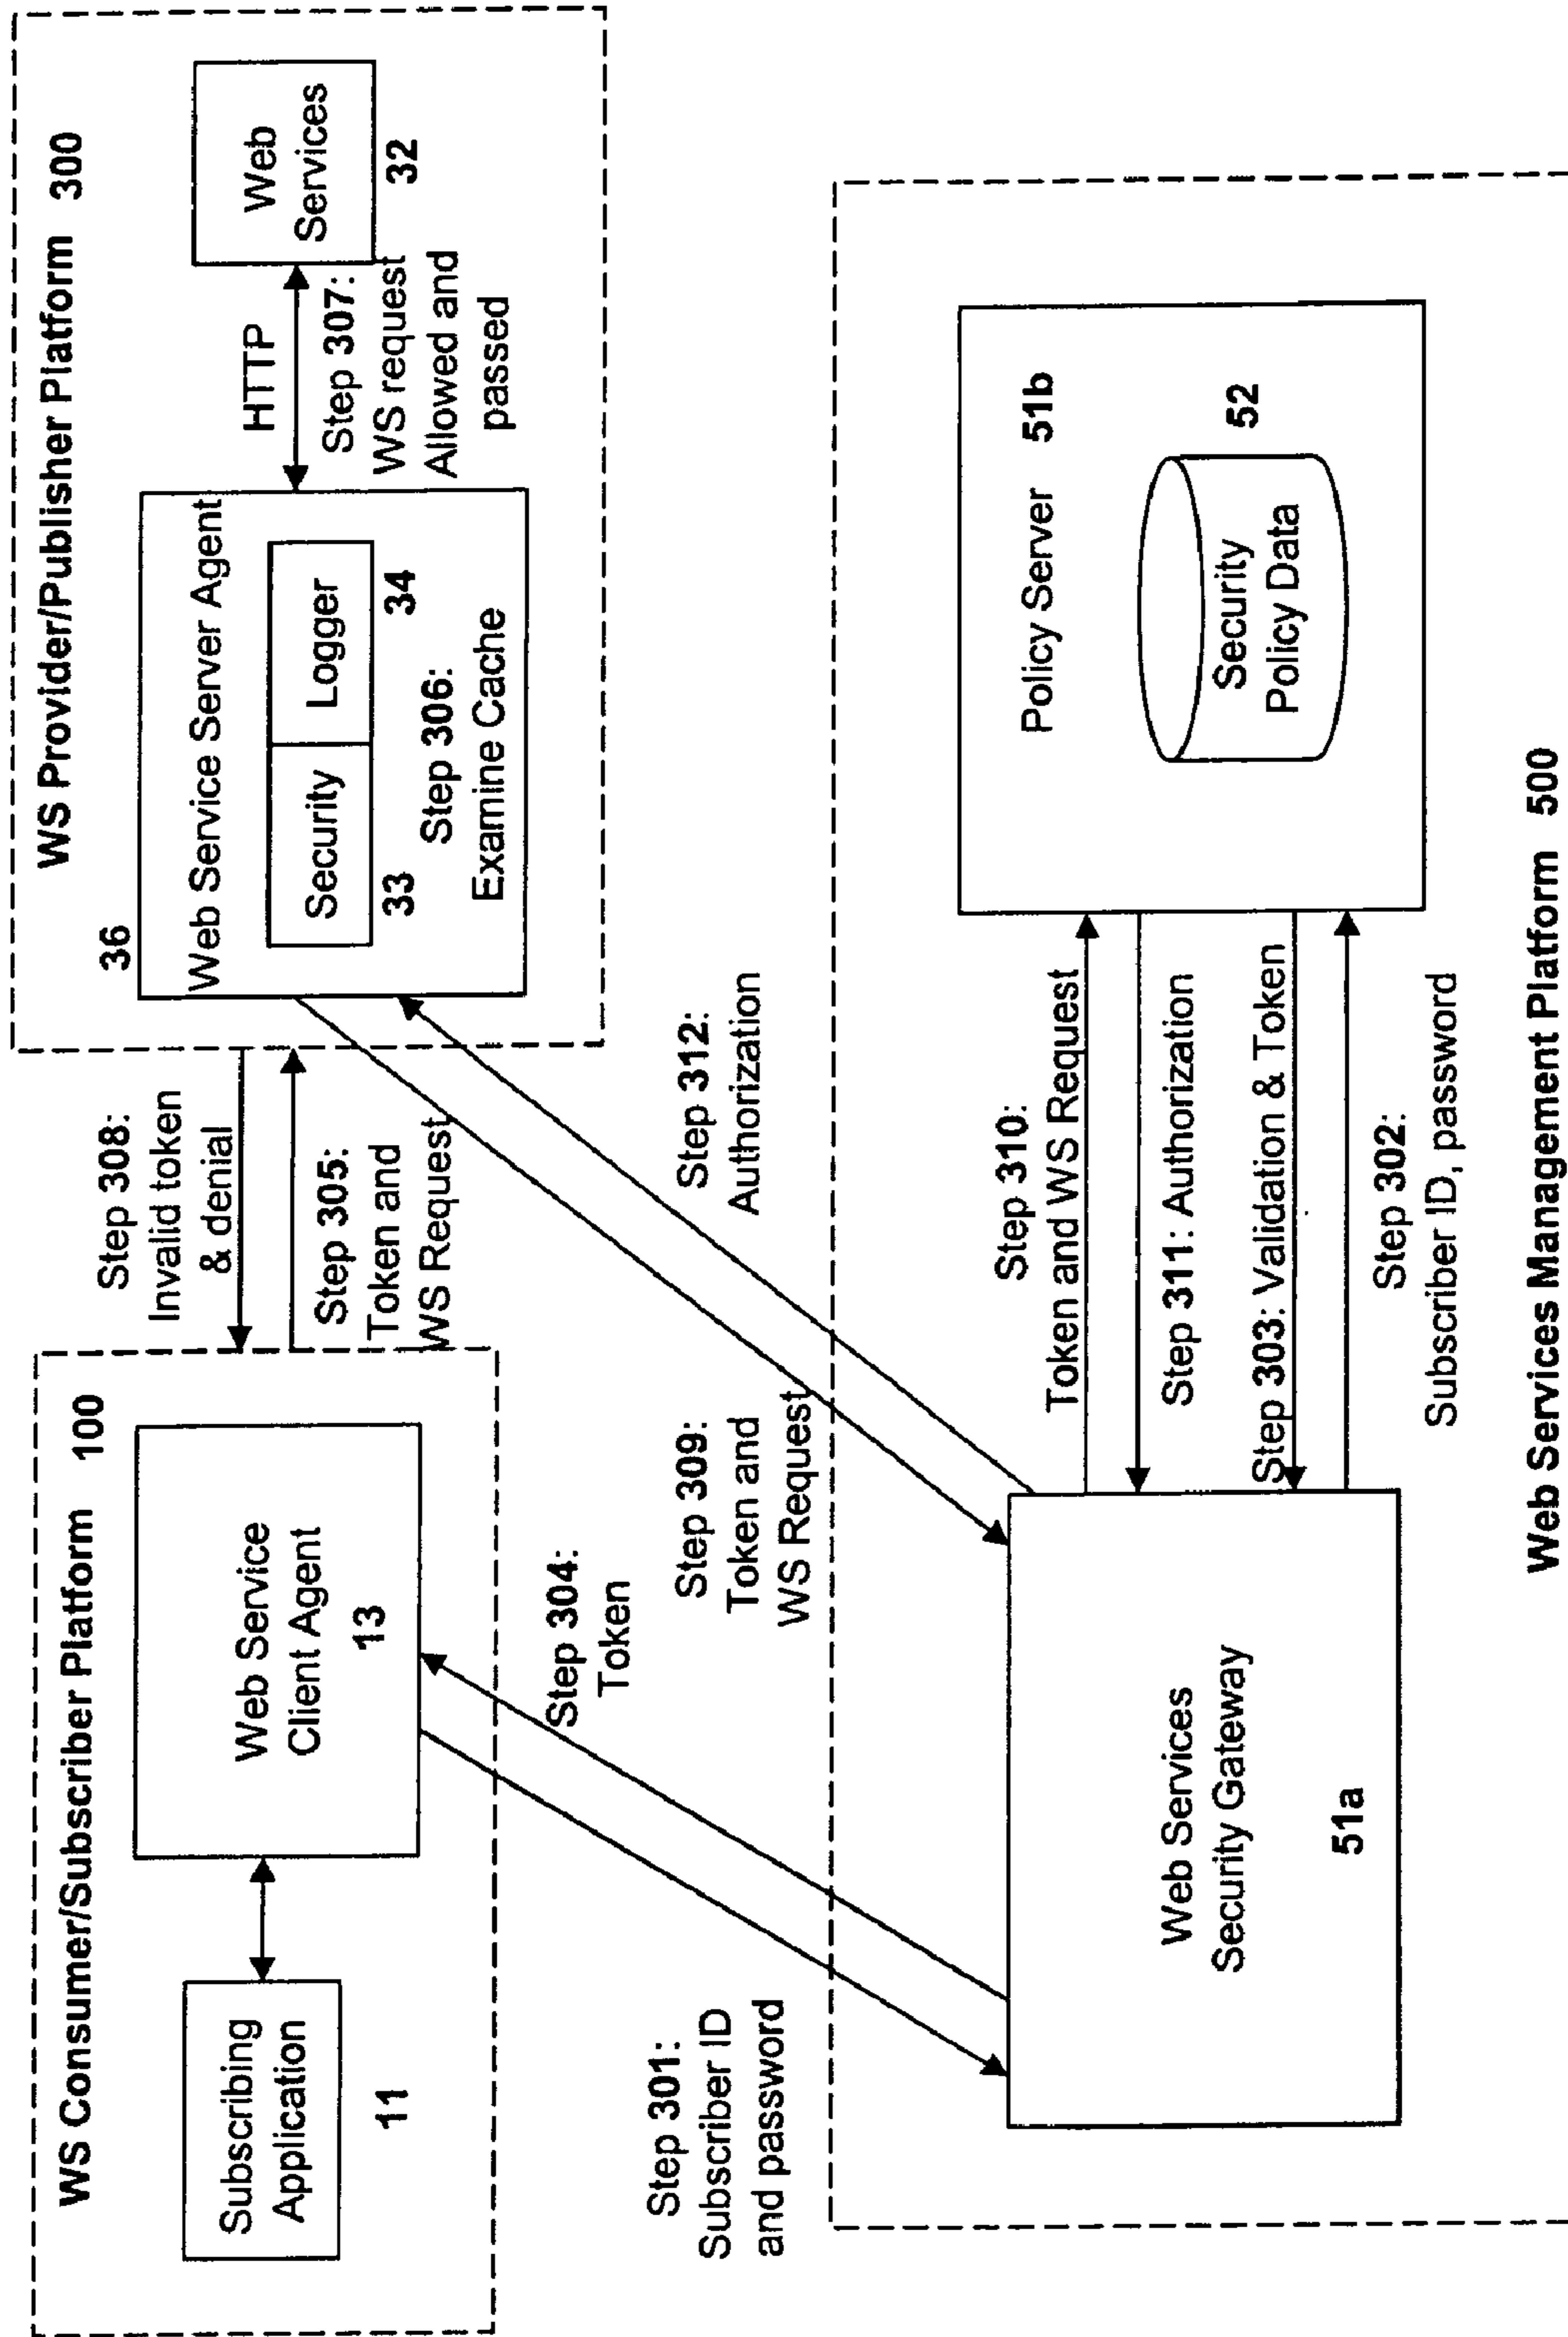 WS Consumer/Subscriber Platform 100
Subscribing
Application
11
Web Service
Client Agent
13
Step 308:
Invalid token
& denial
Step 305:
Token and
WS Request
WS Provider/Publisher Platform 300
36
Web Service Server Agent
Security
Logger
33
34
Step 306:
Examine Cache
HTTP
Step 307:
WS request
Allowed and
passed
Web
Services
32
Step 301:
Subscriber ID
and password
Step 304:
Token
Step 309:
Token and
WS Request
Step 312:
Authorization
Web Services
Security Gateway
51a
Step 310:
Token and WS Request
Step 311: Authorization
Step 303: Validation & Token
Step 302:
Subscriber ID, password
Policy Server 51b
52
Security
Policy Data
Web Services Management Platform 500